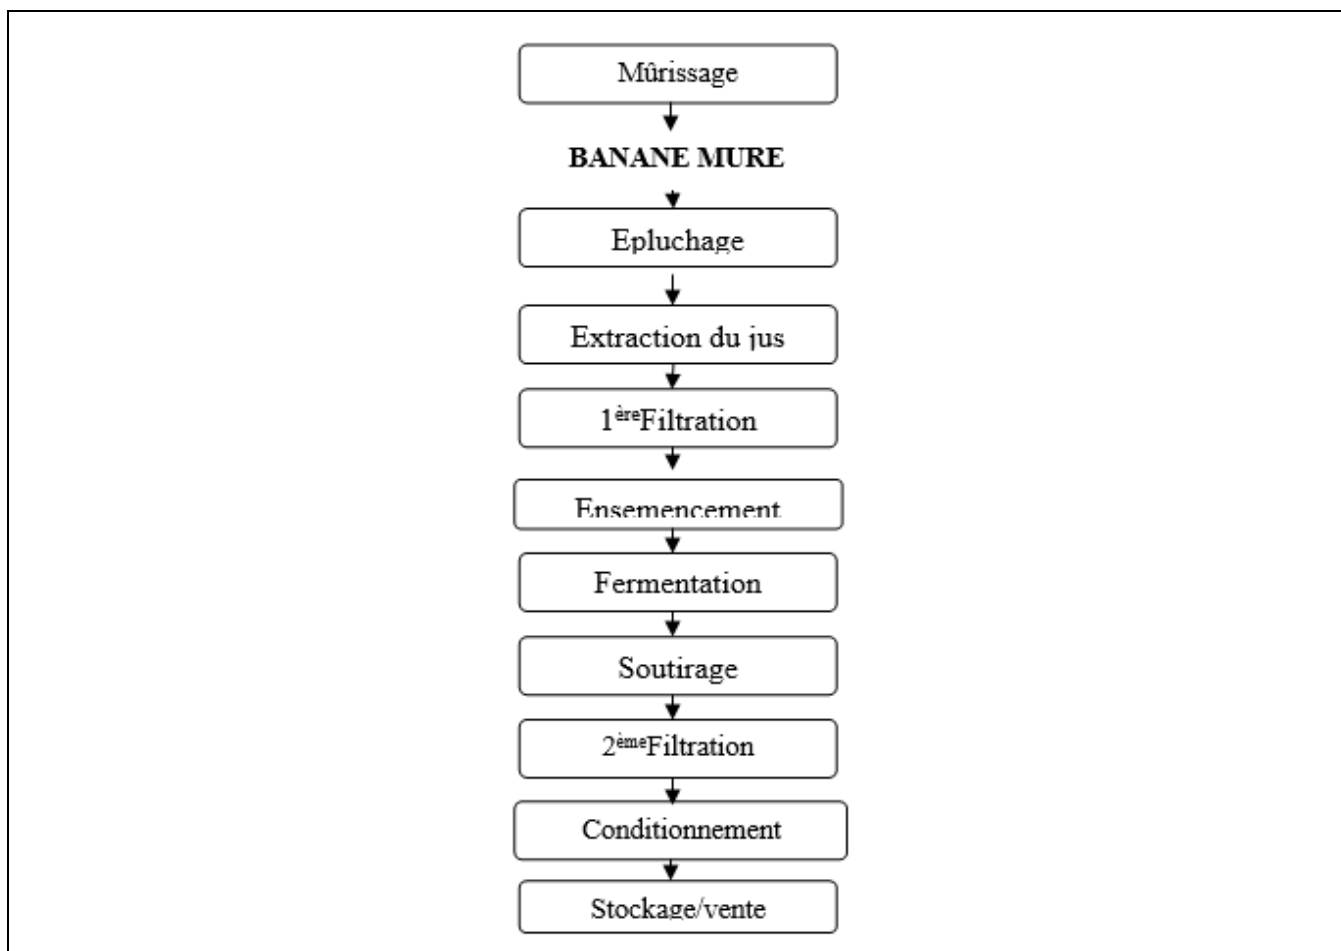 Mûrissage
BANANE MURE
Epluchage
Extraction du jus
1èreFiltration
Ensemencement
Fermentation
Soutirage
2èmeFiltration
Conditionnement
Stockage/vente